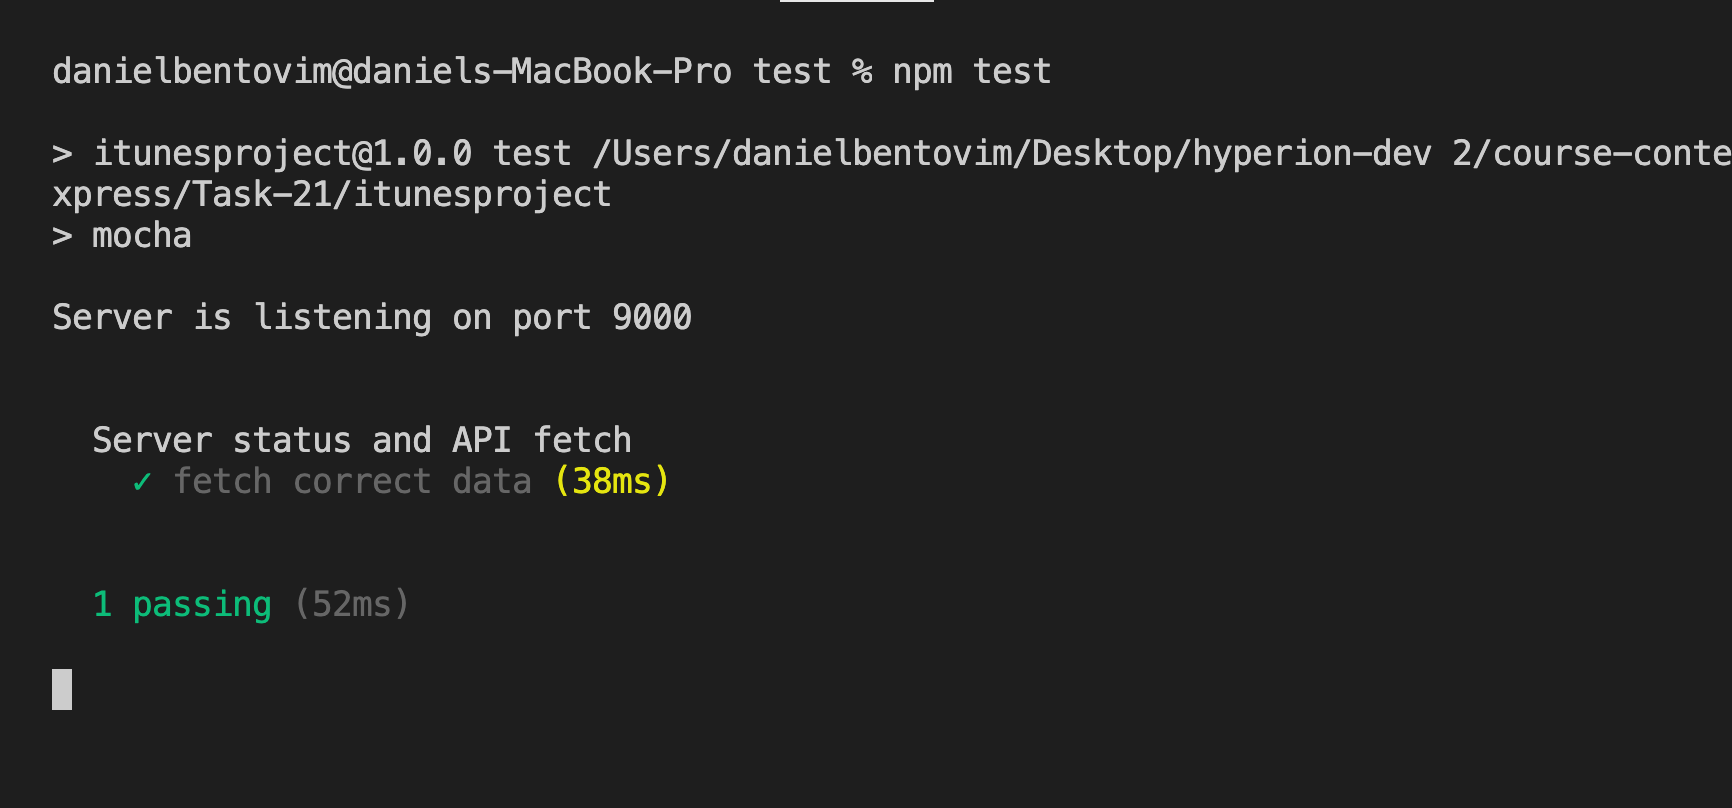 danielbentovim@daniels-MacBook-Pro test % npm test
> itunesproject@1.0.0 test /Users/danielbentovim/Desktop/hyperion-dev 2/course-conte
xpress/Task-21/itunesproject
> mocha
Server is listening on port 9000
Server status and API fetch
✓ fetch correct data (38ms)
1 passing (52ms)